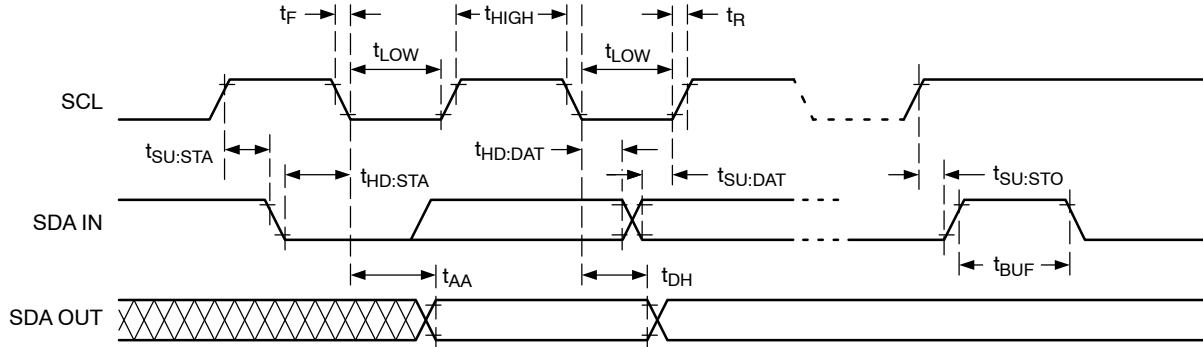 tF
tHIGH
tR
tLOW
tLOW
SCL
tSU:STA
tHD:STA
tHD:DAT
tSU:DAT
tSU:STO
SDA IN
tBUF
tAA
tDH
SDA OUT